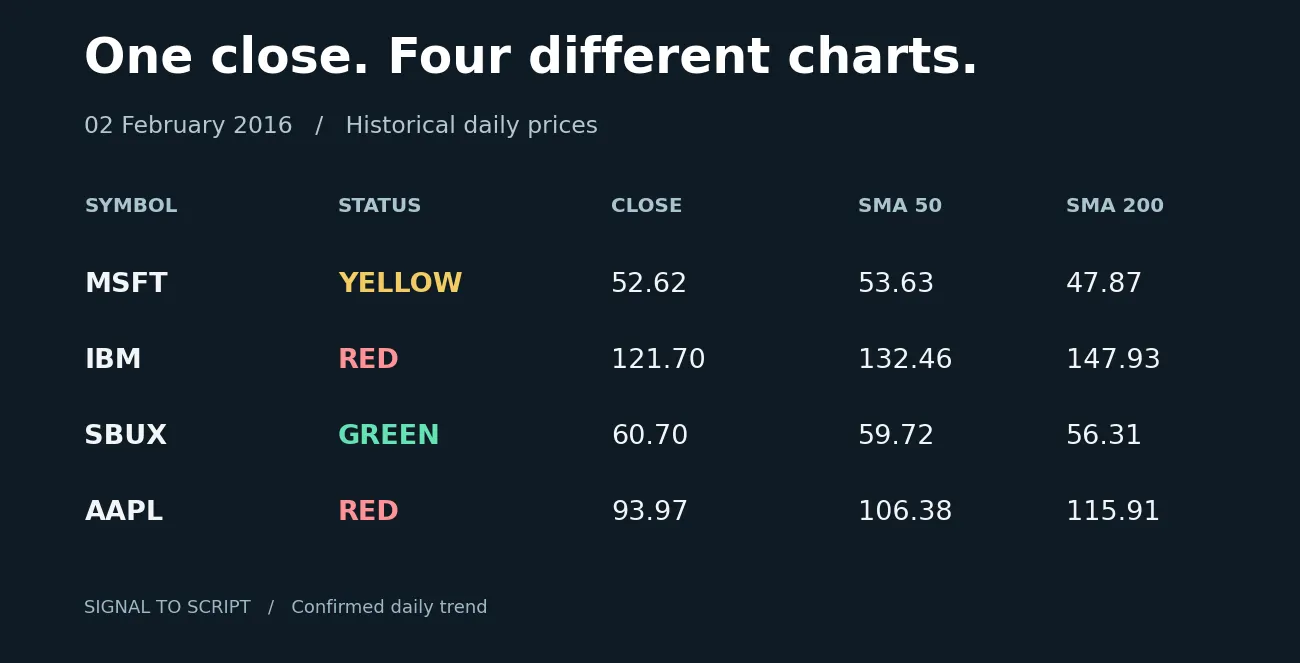 One close. Four different charts.
02 February 2016 / Historical daily prices
SYMBOL STATUS CLOSE SMA 50 SMA 200
MSFT YELLOW 52.62 53.63 47.87
IBM RED 121.70 132.46 147.93
SBUX GREEN 60.70 59.72 56.31
AAPL RED 93.97 106.38 115.91
SIGNAL TO SCRIPT / Confirmed daily trend